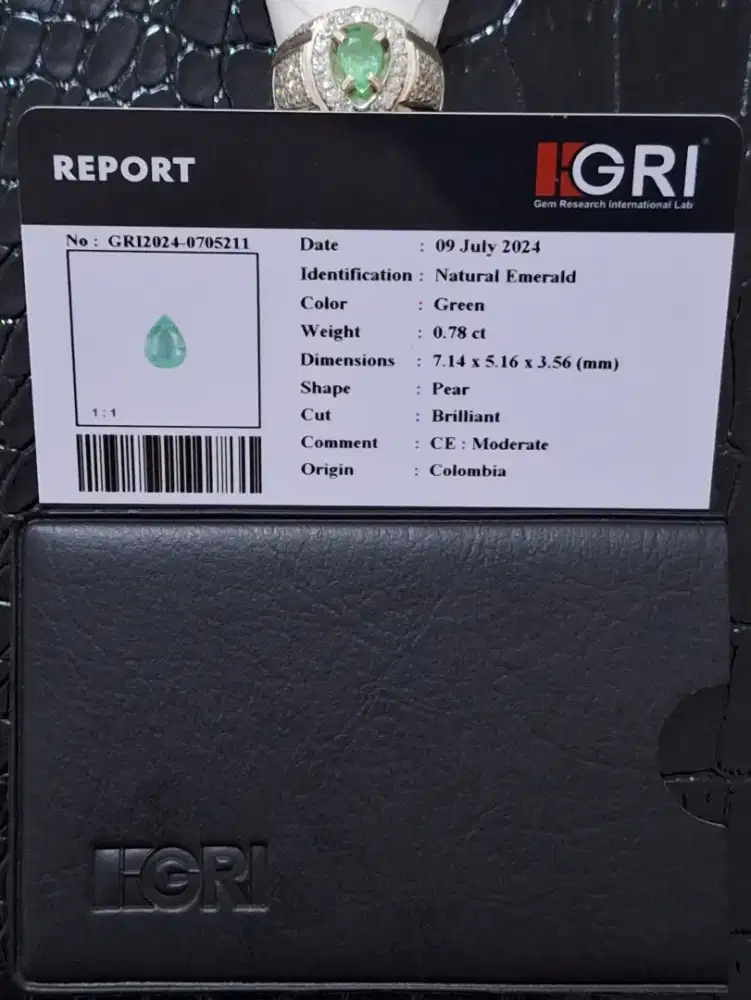 REPORT
GRI
Gem Research International Lab
No : GRI2024-0705211
1:1
Date : 09 July 2024
Identification : Natural Emerald
Color : Green
Weight : 0.78 ct
Dimensions : 7.14 x 5.16 x 3.56 (mm)
Shape : Pear
Cut : Brilliant
Comment : CE : Moderate
Origin : Colombia
GRI